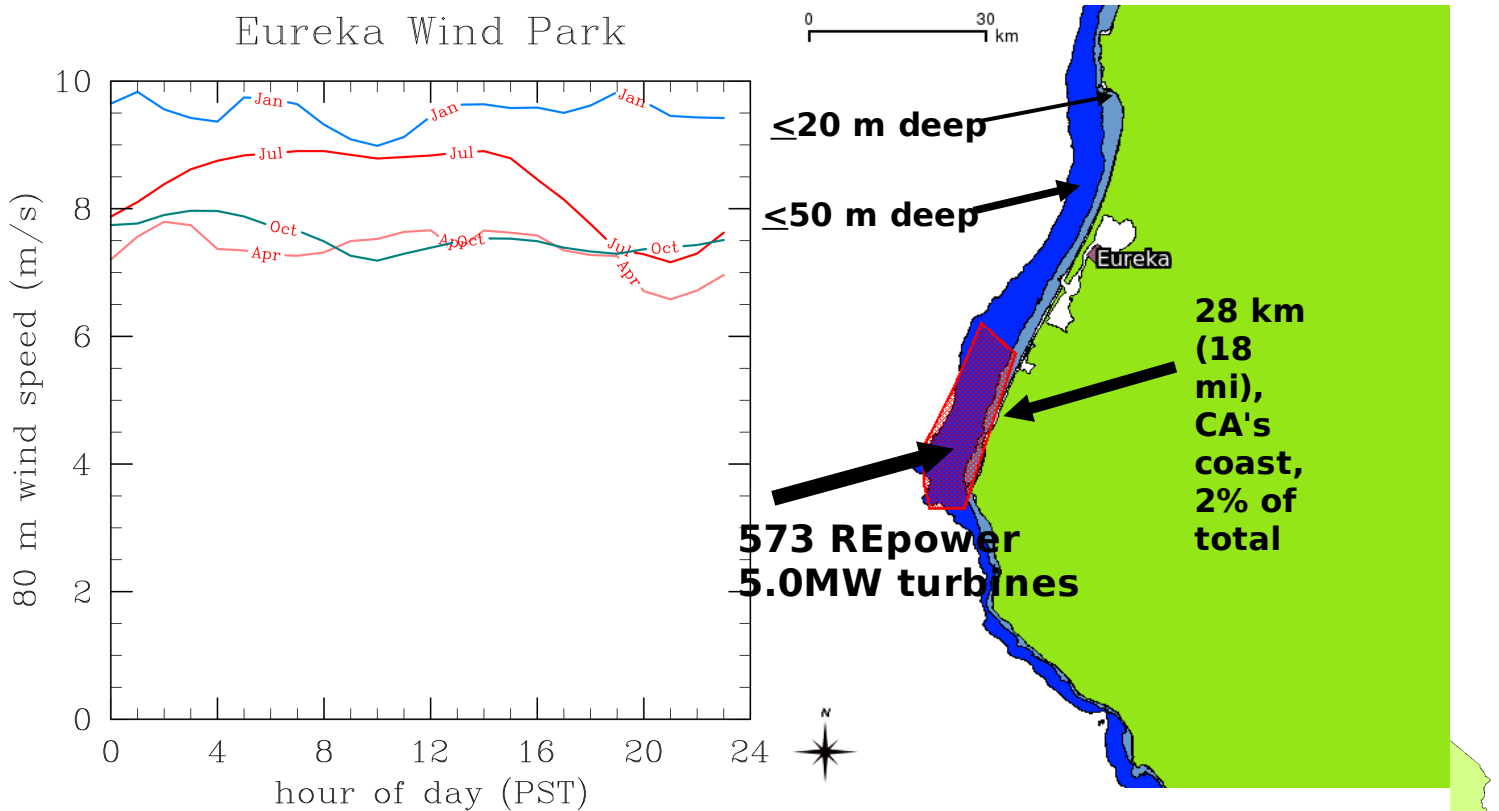 Eureka Wind Park
10
8
6
4
2
0
80 m wind speed (m/s)
0 4 8 12 16 20 24
hour of day (PST)
Jan
Jan
Jan
Jul
Jul
Jul
Oct
Oct
Oct
Apr
Apr
Apr
0 30
km
≤20 m deep
≤50 m deep
Eureka
28 km
(18
mi),
CA's
coast,
2% of
total
573 REpower
5.0MW turbines
N